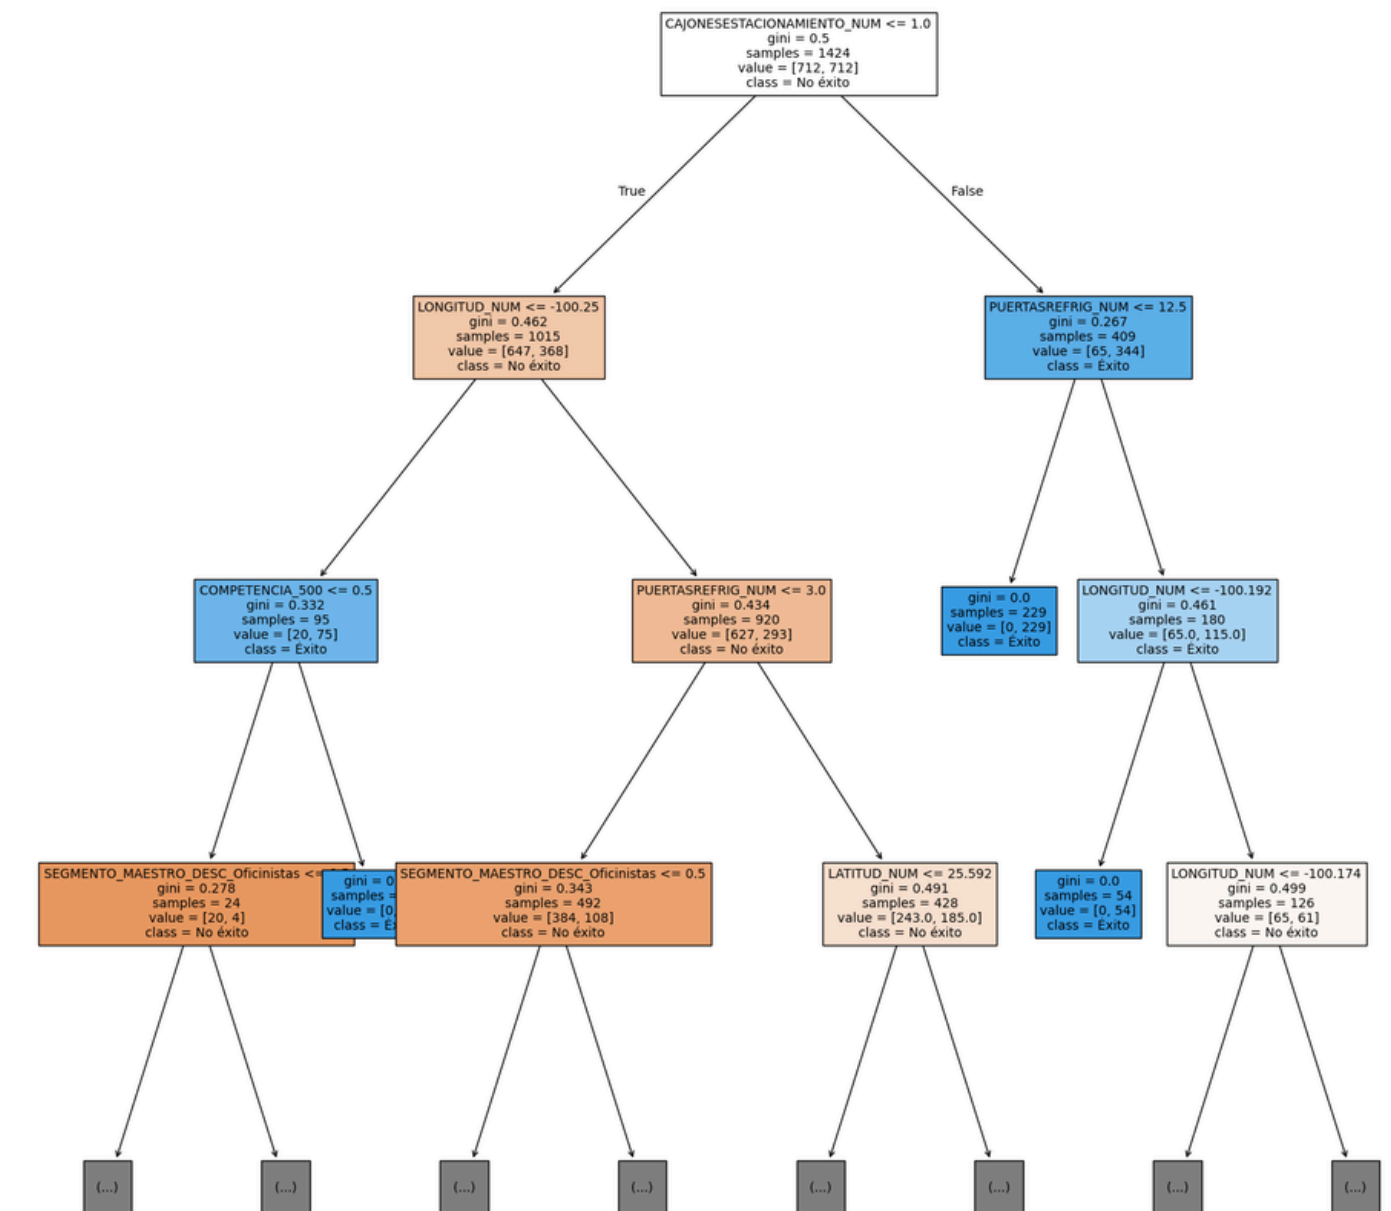 CAJONESESTACIONAMIENTO_NUM <= 1.0
gini = 0.5
samples = 1424
value = [712, 712]
class = No éxito
True
False
LONGITUD_NUM <= -100.25
gini = 0.462
samples = 1015
value = [647, 368]
class = No éxito
PUERTASREFRIG_NUM <= 12.5
gini = 0.267
samples = 409
value = [65, 344]
class = Éxito
COMPETENCIA_500 <= 0.5
gini = 0.332
samples = 95
value = [20, 75]
class = Éxito
PUERTASREFRIG_NUM <= 3.0
gini = 0.434
samples = 920
value = [627, 293]
class = No éxito
gini = 0.0
samples = 229
value = [0, 229]
class = Éxito
LONGITUD_NUM <= -100.192
gini = 0.461
samples = 180
value = [65.0, 115.0]
class = Éxito
SEGMENTO_MAESTRO_DESC_Oficinistas <=
gini = 0.278
samples = 24
value = [20, 4]
class = No éxito
gini = 0
samples =
value = [0,
class =
SEGMENTO_MAESTRO_DESC_Oficinistas <= 0.5
gini = 0.343
samples = 492
value = [384, 108]
class = No éxito
LATITUD_NUM <= 25.592
gini = 0.491
samples = 428
value = [243.0, 185.0]
class = No éxito
gini = 0.0
samples = 54
value = [0, 54]
class = Éxito
LONGITUD_NUM <= -100.174
gini = 0.499
samples = 126
value = [65, 61]
class = No éxito
(...)
(...)
(...)
(...)
(...)
(...)
(...)
(...)